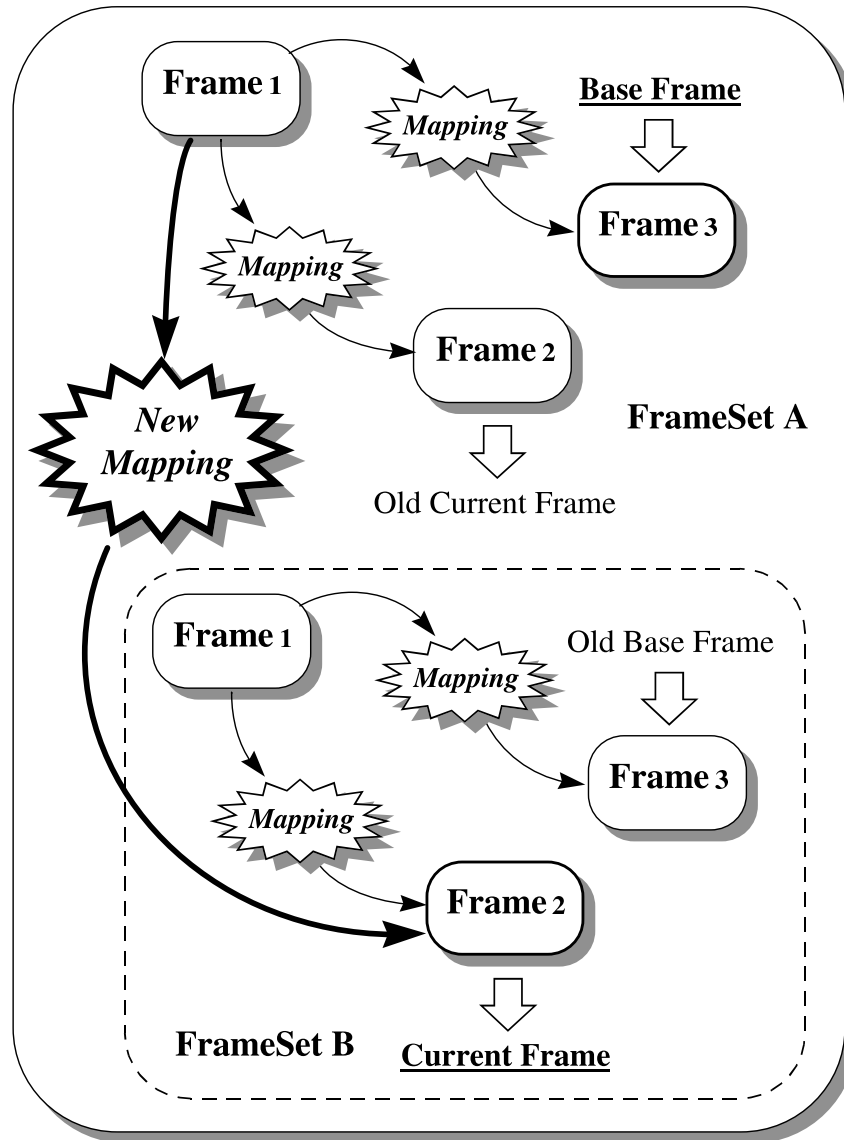 Frame 1
Mapping
Base Frame
Frame 3
Mapping
Frame 2
FrameSet A
New
Mapping
Old Current Frame
Frame 1
Old Base Frame
Mapping
Frame 3
Mapping
Frame 2
FrameSet B
Current Frame